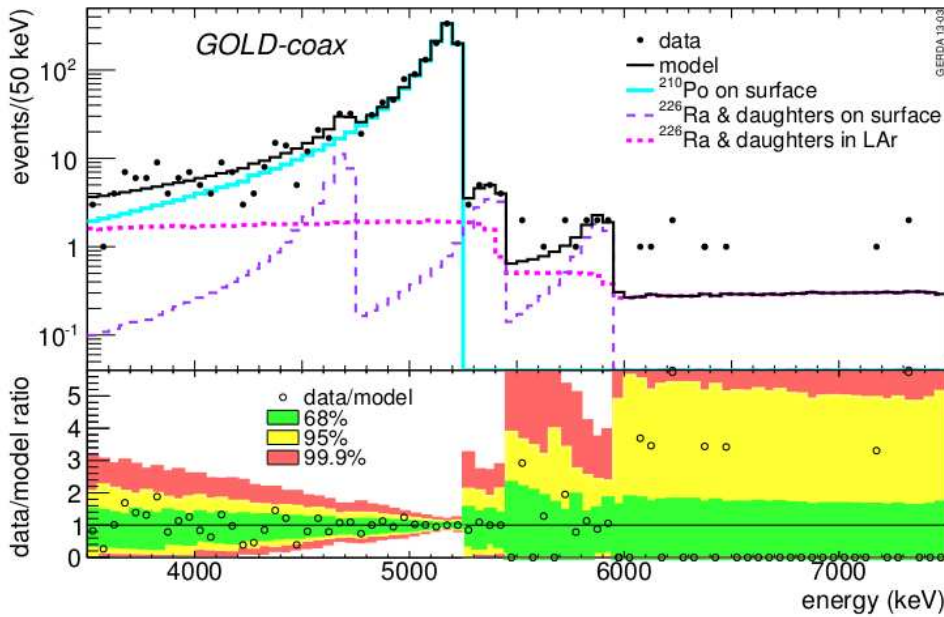 GOLD-coax
data
model
²¹⁰Po on surface
²²⁶Ra & daughters on surface
²²⁶Ra & daughters in LAr
GERDA 13-03
events/(50 keV)
10²
10
1
10⁻¹
data/model
68%
95%
99.9%
data/model ratio
5
4
3
2
1
0
4000 5000 6000 7000
energy (keV)